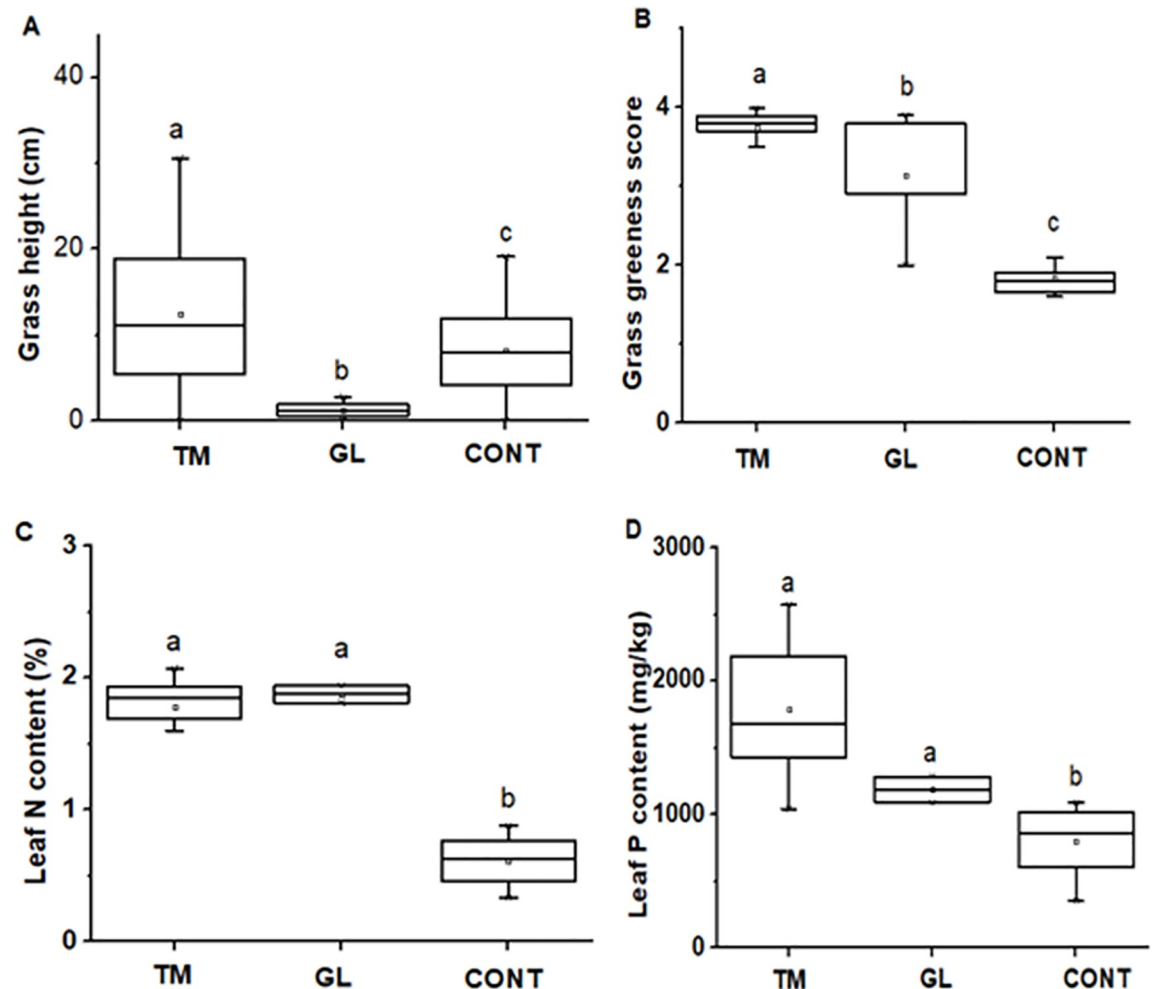 A
Grass height (cm)
40
20
0
a
b
c
TM GL CONT
B
Grass greeness score
4
2
0
a
b
c
TM GL CONT
C
Leaf N content (%)
3
2
1
0
a
a
b
TM GL CONT
D
Leaf P content (mg/kg)
3000
2000
1000
0
a
a
b
TM GL CONT